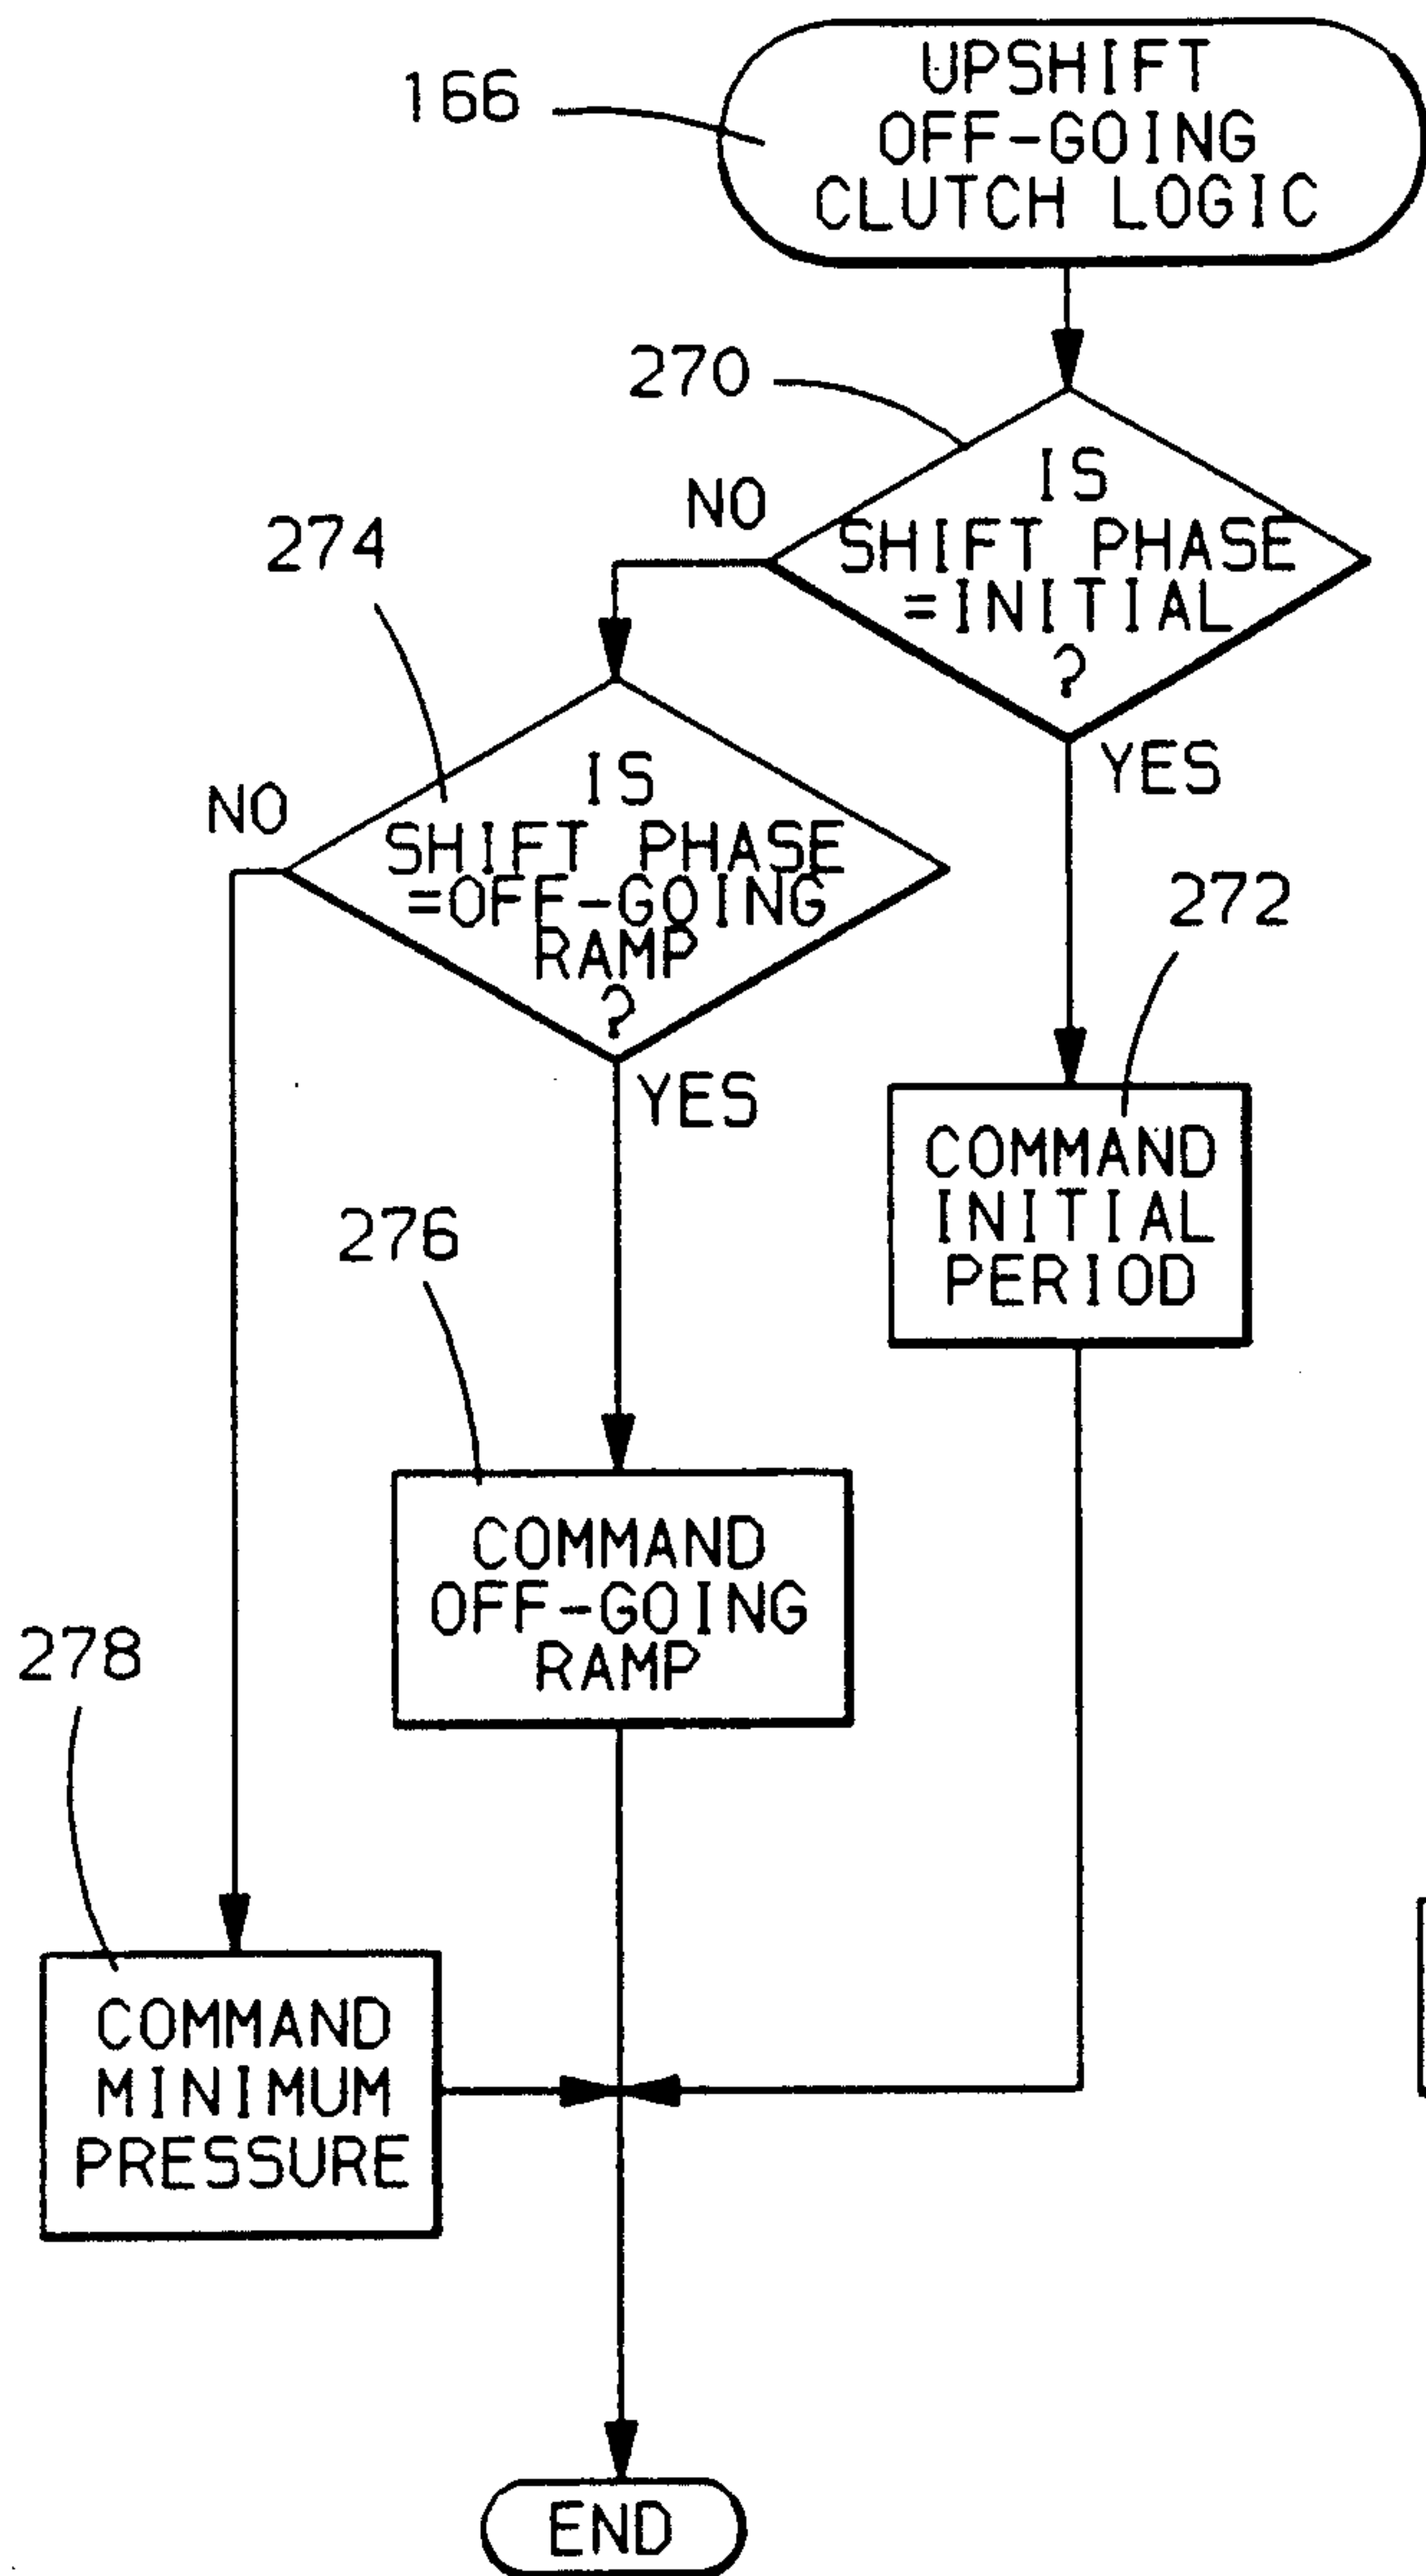 166
UPSHIFT
OFF-GOING
CLUTCH LOGIC
270
IS
SHIFT PHASE
=INITIAL
?
NO
YES
274
IS
SHIFT PHASE
=OFF-GOING
RAMP
?
NO
YES
272
COMMAND
INITIAL
PERIOD
276
COMMAND
OFF-GOING
RAMP
278
COMMAND
MINIMUM
PRESSURE
END